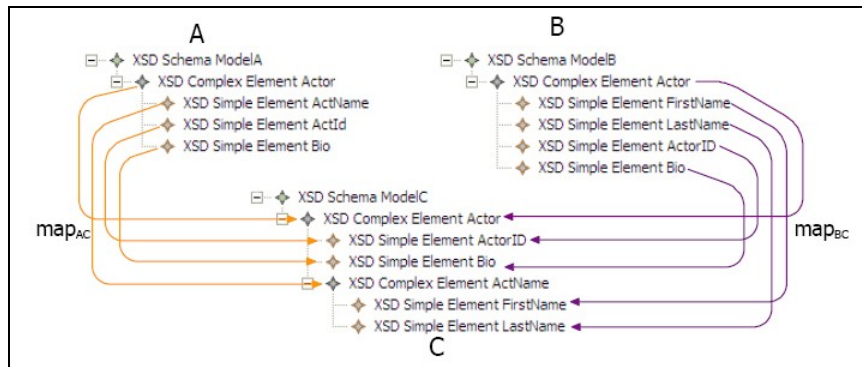 A
XSD Schema ModelA
XSD Complex Element Actor
XSD Simple Element ActName
XSD Simple Element ActId
XSD Simple Element Bio
B
XSD Schema ModelB
XSD Complex Element Actor
XSD Simple Element FirstName
XSD Simple Element LastName
XSD Simple Element ActorID
XSD Simple Element Bio
mapAC
XSD Schema ModelC
XSD Complex Element Actor
XSD Simple Element ActorID
XSD Simple Element Bio
XSD Complex Element ActName
XSD Simple Element FirstName
XSD Simple Element LastName
mapBC
C